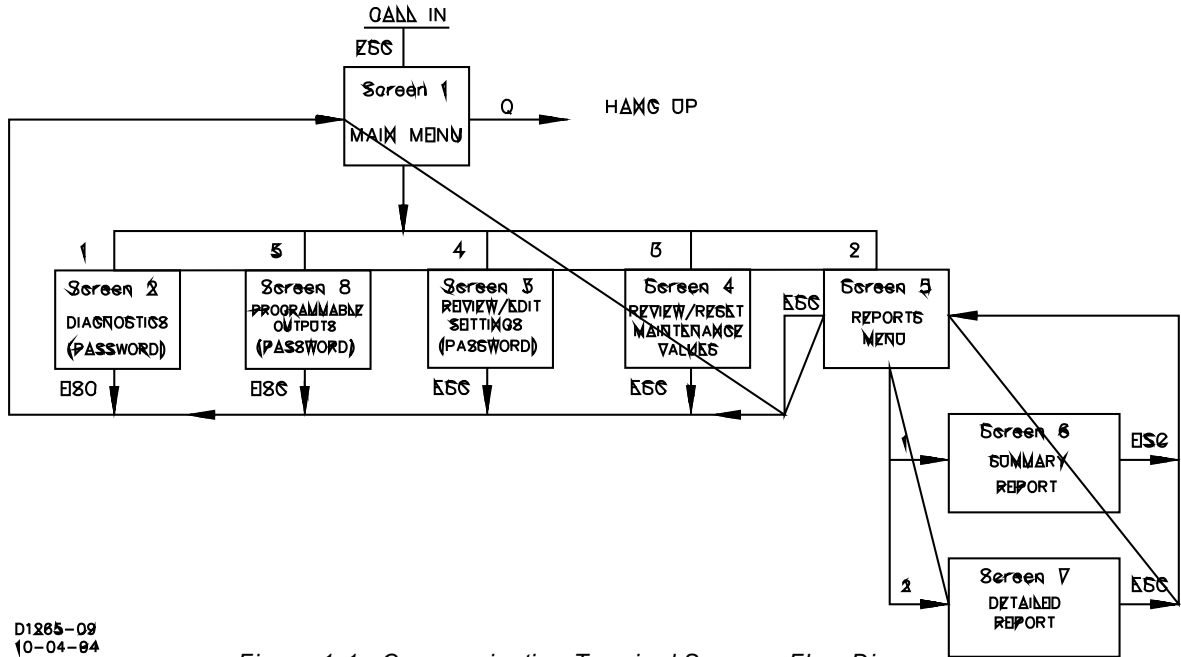 CALL IN
ESC
Screen 1
MAIN MENU
Q
HANG UP
1
5
4
3
2
Screen 2
DIAGNOSTICS
(PASSWORD)
Screen 8
PROGRAMMABLE
OUTPUTS
(PASSWORD)
Screen 3
REVIEW/EDIT
SETTINGS
(PASSWORD)
Screen 4
REVIEW/RESET
MAINTENANCE
VALUES
ESC
Screen 5
REPORTS
MENU
ESC
ESC
ESC
ESC
1
Screen 6
SUMMARY
REPORT
ESC
2
Screen 7
DETAILED
REPORT
ESC
D1265-09
10-04-94